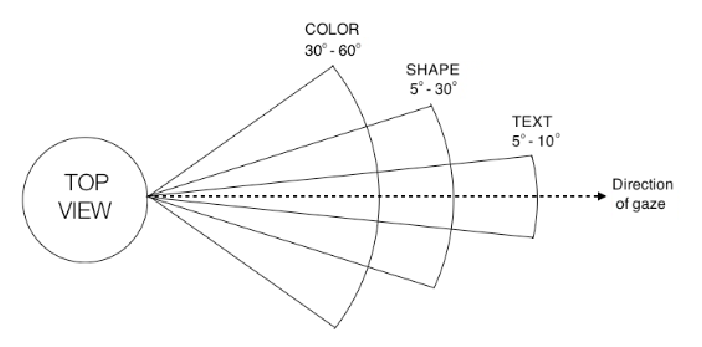 COLOR
30° - 60°
SHAPE
5° - 30°
TEXT
5° - 10°
TOP
VIEW
Direction
of gaze